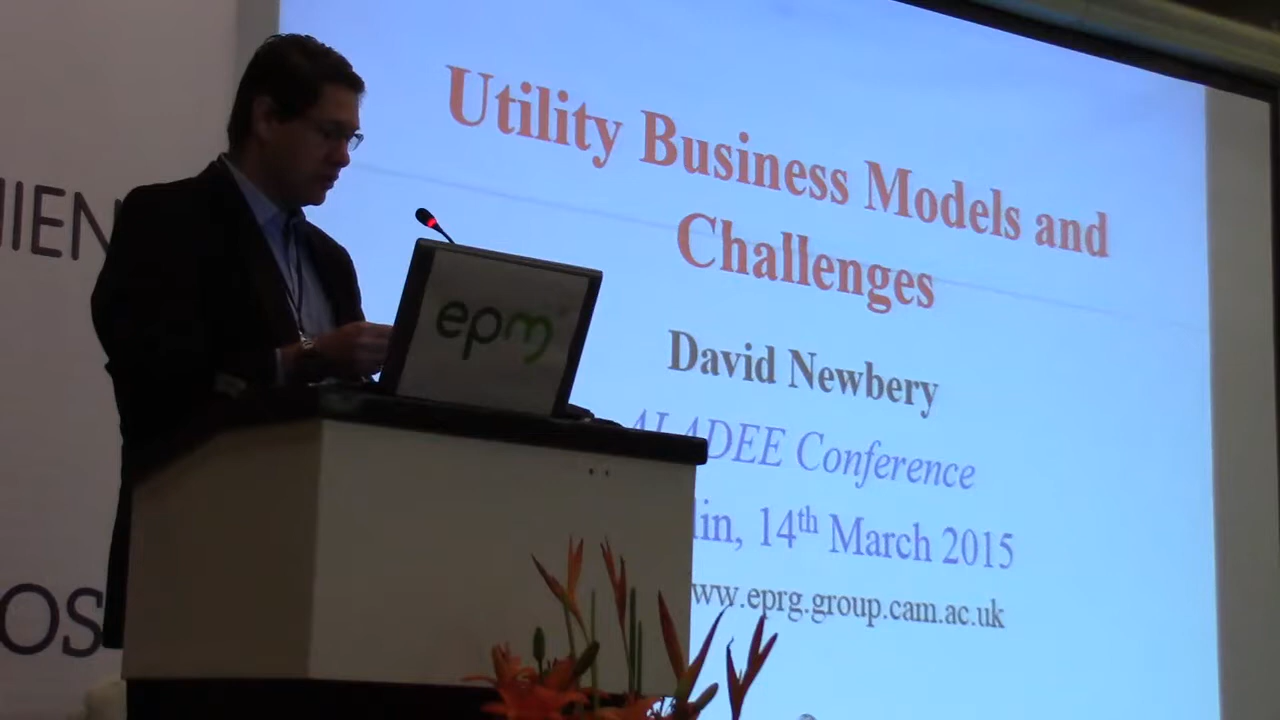 Utility Business Models and
Challenges
David Newbery
ALADEE Conference
lin, 14th March 2015
www.eprg.group.cam.ac.uk
epm
IIEN
OS